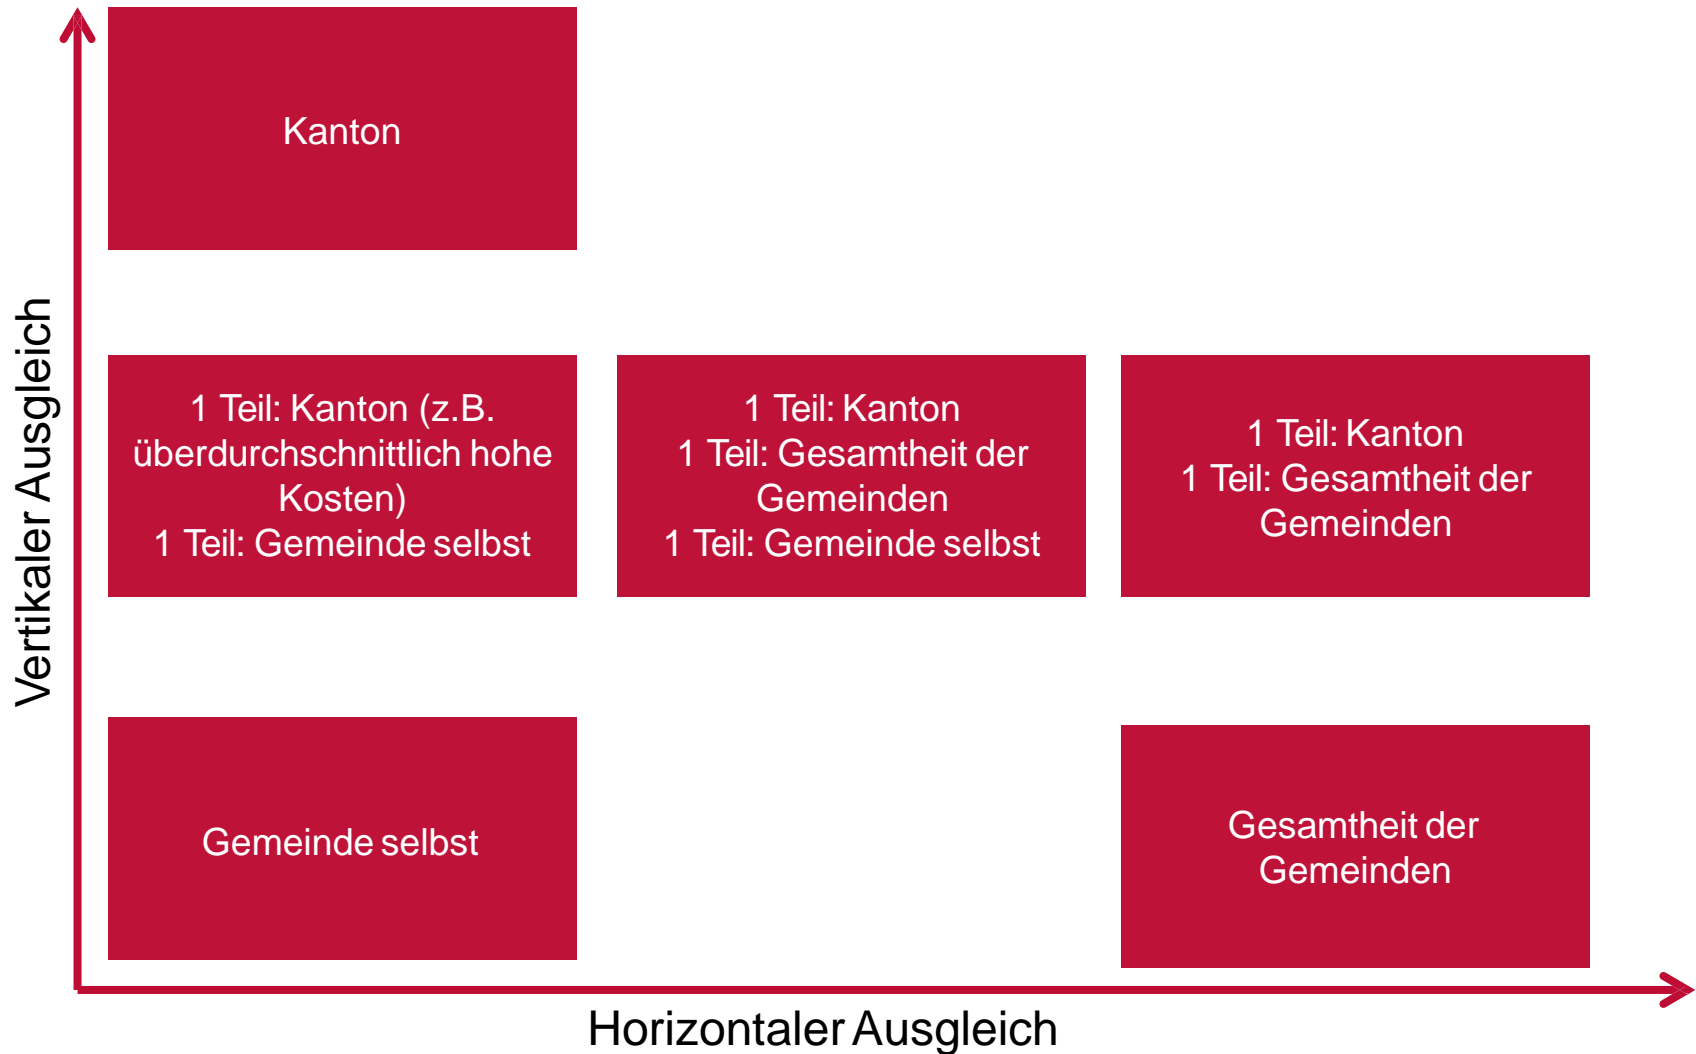 Kanton
Vertikaler Ausgleich
1 Teil: Kanton (z.B.
überdurchschnittlich hohe
Kosten)
1 Teil: Gemeinde selbst
1 Teil: Kanton
1 Teil: Gesamtheit der
Gemeinden
1 Teil: Gemeinde selbst
1 Teil: Kanton
1 Teil: Gesamtheit der
Gemeinden
Gemeinde selbst
Gesamtheit der
Gemeinden
Horizontaler Ausgleich